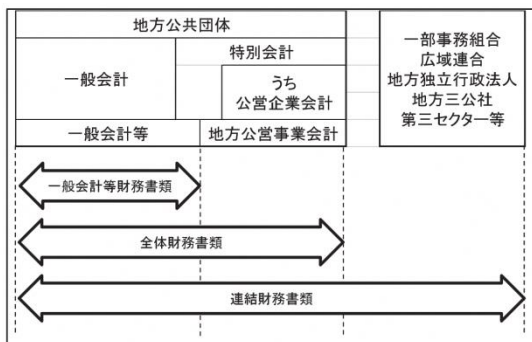 地方公共団体
一般会計
特別会計
うち
公営企業会計
一般会計等
地方公営事業会計
一部事務組合
広域連合
地方独立行政法人
地方三公社
第三セクター等
一般会計等財務書類
全体財務書類
連結財務書類